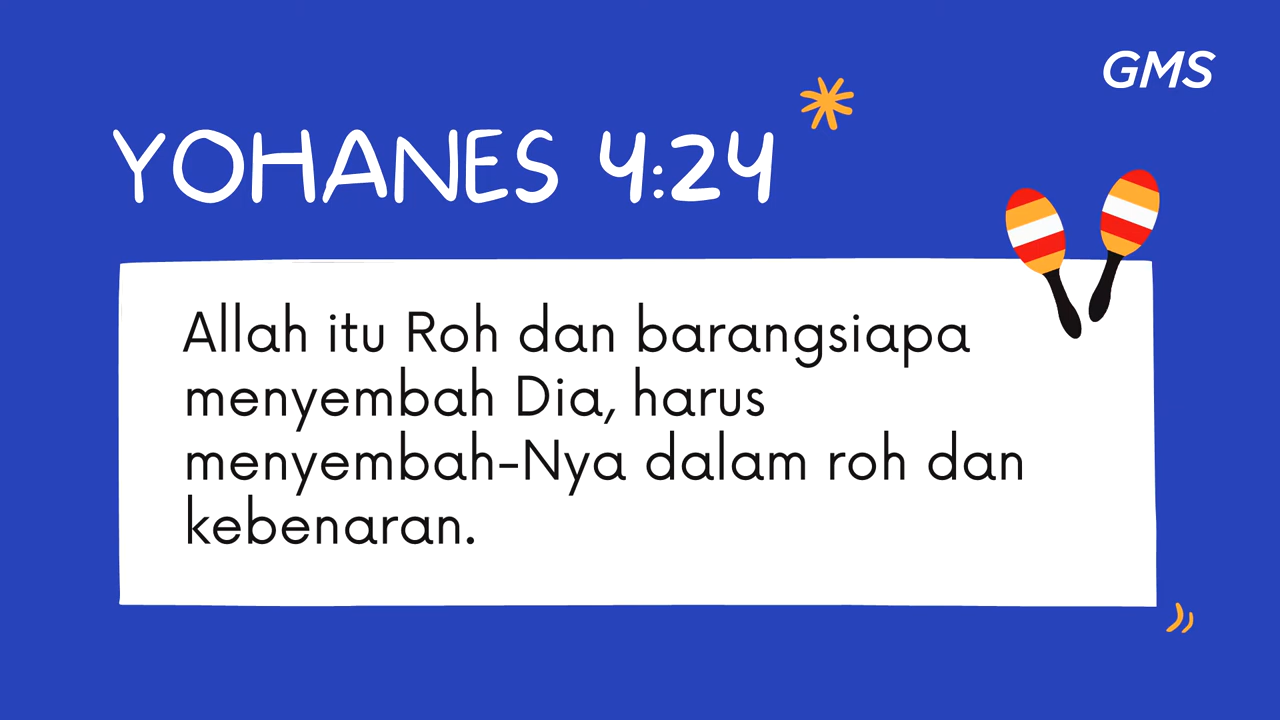 GMS
YOHANES 4:24
Allah itu Roh dan barangsiapa
menyembah Dia, harus
menyembah-Nya dalam roh dan
kebenaran.